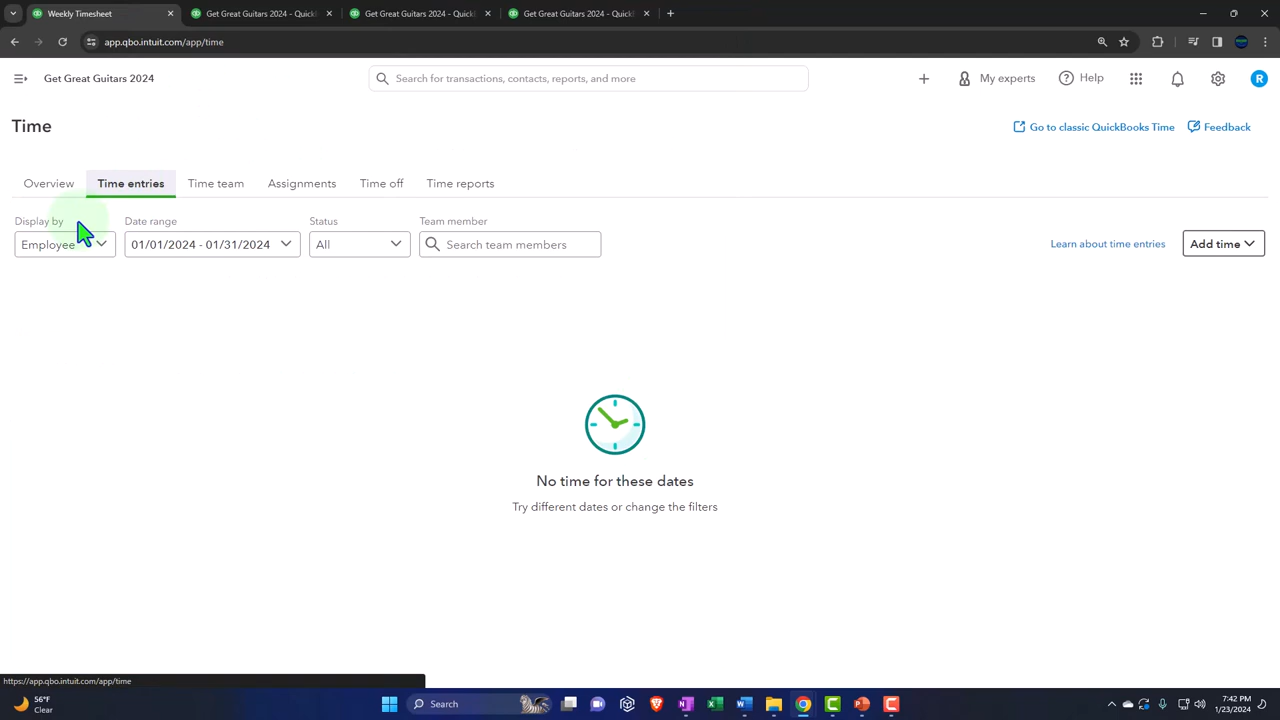 Weekly Timesheet
Get Great Guitars 2024 - Quick
Get Great Guitars 2024 - Quick
Get Great Guitars 2024 - Quick
app.qbo.intuit.com/app/time
Get Great Guitars 2024
Search for transactions, contacts, reports, and more
My experts
Help
R
Time
Go to classic QuickBooks Time
Feedback
Overview
Time entries
Time team
Assignments
Time off
Time reports
Display by
Date range
Status
Team member
Employee
01/01/2024 - 01/31/2024
All
Search team members
Learn about time entries
Add time
No time for these dates
Try different dates or change the filters
https://app.qbo.intuit.com/app/time
56°F
Clear
Search
7:42 PM
1/23/2024